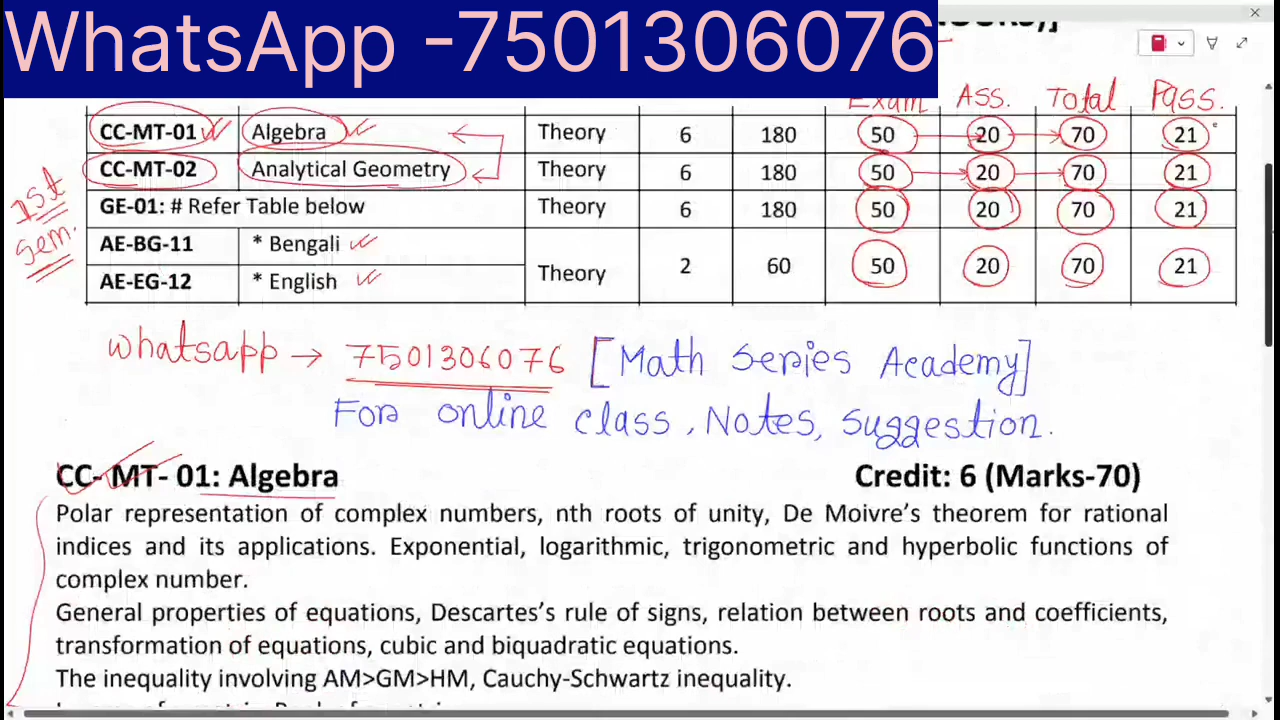 WhatsApp -7501306076
Exam Ass. Total Pass.
CC-MT-01 Algebra Theory 6 180 50 20 70 21
CC-MT-02 Analytical Geometry Theory 6 180 50 20 70 21
GE-01: # Refer Table below Theory 6 180 50 20 70 21
AE-BG-11 * Bengali
AE-EG-12 * English Theory 2 60 50 20 70 21
1st sem.
whatsapp → 7501306076 [Math Series Academy]
For online class, Notes, suggestion.
CC- MT- 01: Algebra Credit: 6 (Marks-70)
Polar representation of complex numbers, nth roots of unity, De Moivre's theorem for rational
indices and its applications. Exponential, logarithmic, trigonometric and hyperbolic functions of
complex number.
General properties of equations, Descartes's rule of signs, relation between roots and coefficients,
transformation of equations, cubic and biquadratic equations.
The inequality involving AM>GM>HM, Cauchy-Schwartz inequality.